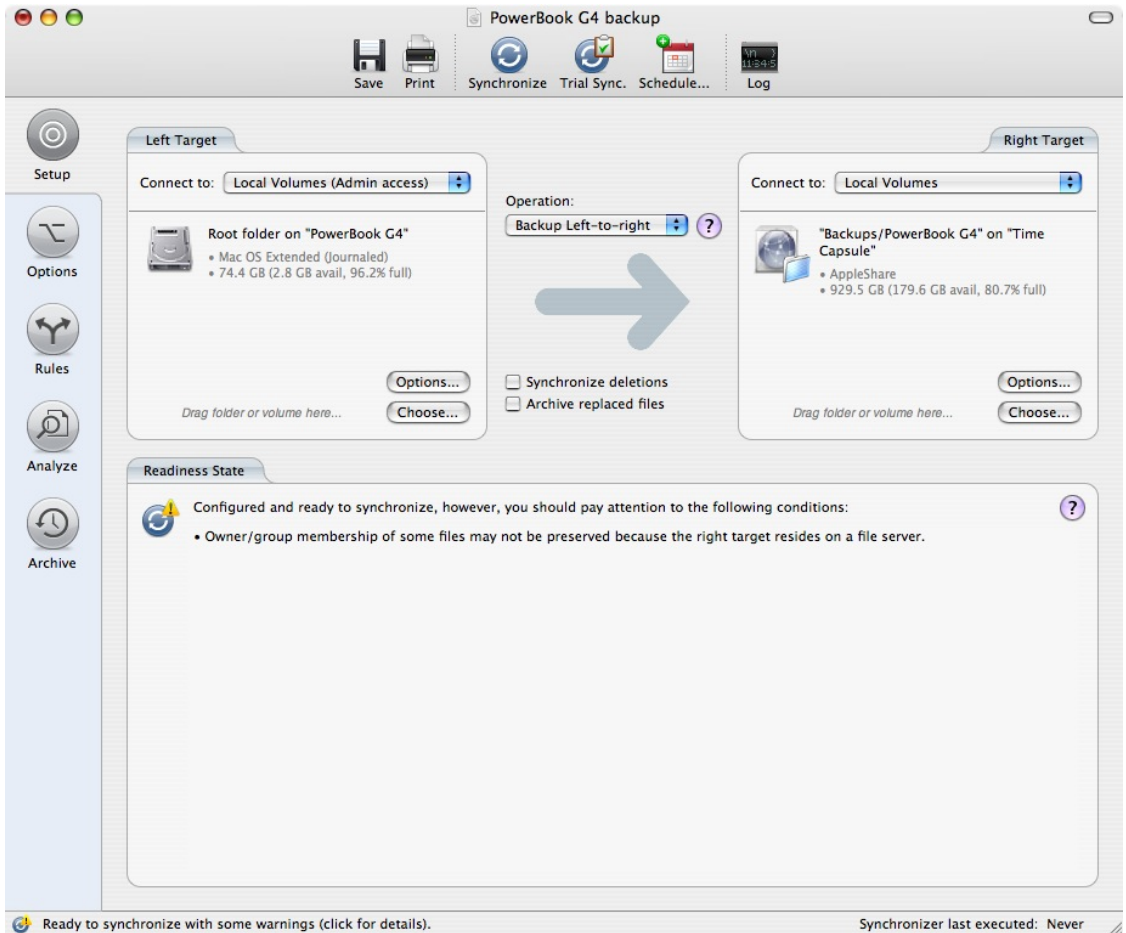 PowerBook G4 backup
Save Print Synchronize Trial Sync. Schedule... Log
Setup
Options
Rules
Analyze
Archive
Left Target
Connect to: Local Volumes (Admin access)
Root folder on "PowerBook G4"
• Mac OS Extended (Journaled)
• 74.4 GB (2.8 GB avail, 96.2% full)
Options...
Drag folder or volume here... Choose...
Operation:
Backup Left-to-right ?
Synchronize deletions
Archive replaced files
Right Target
Connect to: Local Volumes
"Backups/PowerBook G4" on "Time
Capsule"
• AppleShare
• 929.5 GB (179.6 GB avail, 80.7% full)
Options...
Drag folder or volume here... Choose...
Readiness State
Configured and ready to synchronize, however, you should pay attention to the following conditions: ?
• Owner/group membership of some files may not be preserved because the right target resides on a file server.
Ready to synchronize with some warnings (click for details). Synchronizer last executed: Never